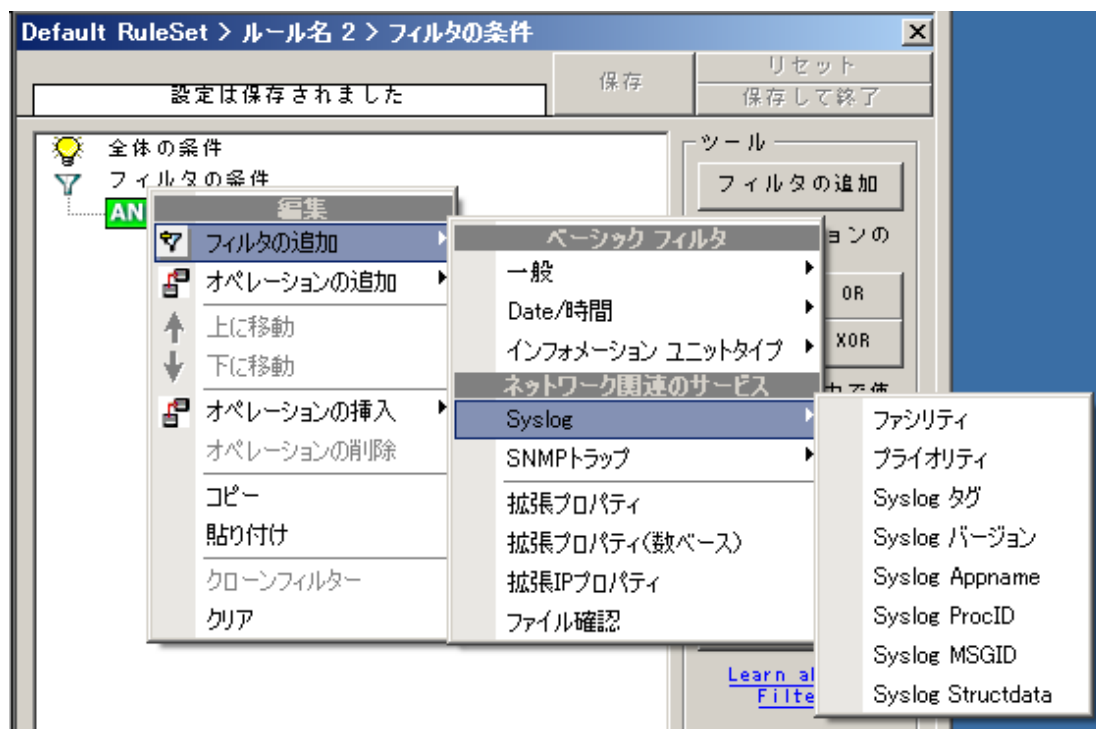 Default RuleSet > ルール名 2 > フィルタの条件
設定は保存されました
保存
リセット
保存して終了
全体の条件
フィルタの条件
AN
編集
フィルタの追加
オペレーションの追加
上に移動
下に移動
オペレーションの挿入
オペレーションの削除
コピー
貼り付け
クローンフィルター
クリア
ベーシック フィルタ
一般
Date/時間
インフォメーション ユニットタイプ
ネットワーク関連のサービス
Syslog
SNMPトラップ
拡張プロパティ
拡張プロパティ(数ベース)
拡張IPプロパティ
ファイル確認
ファシリティ
プライオリティ
Syslog タグ
Syslog バージョン
Syslog Appname
Syslog ProcID
Syslog MSGID
Syslog Structdata
ツール
フィルタの追加
ョンの
OR
XOR
Learn a
Filte